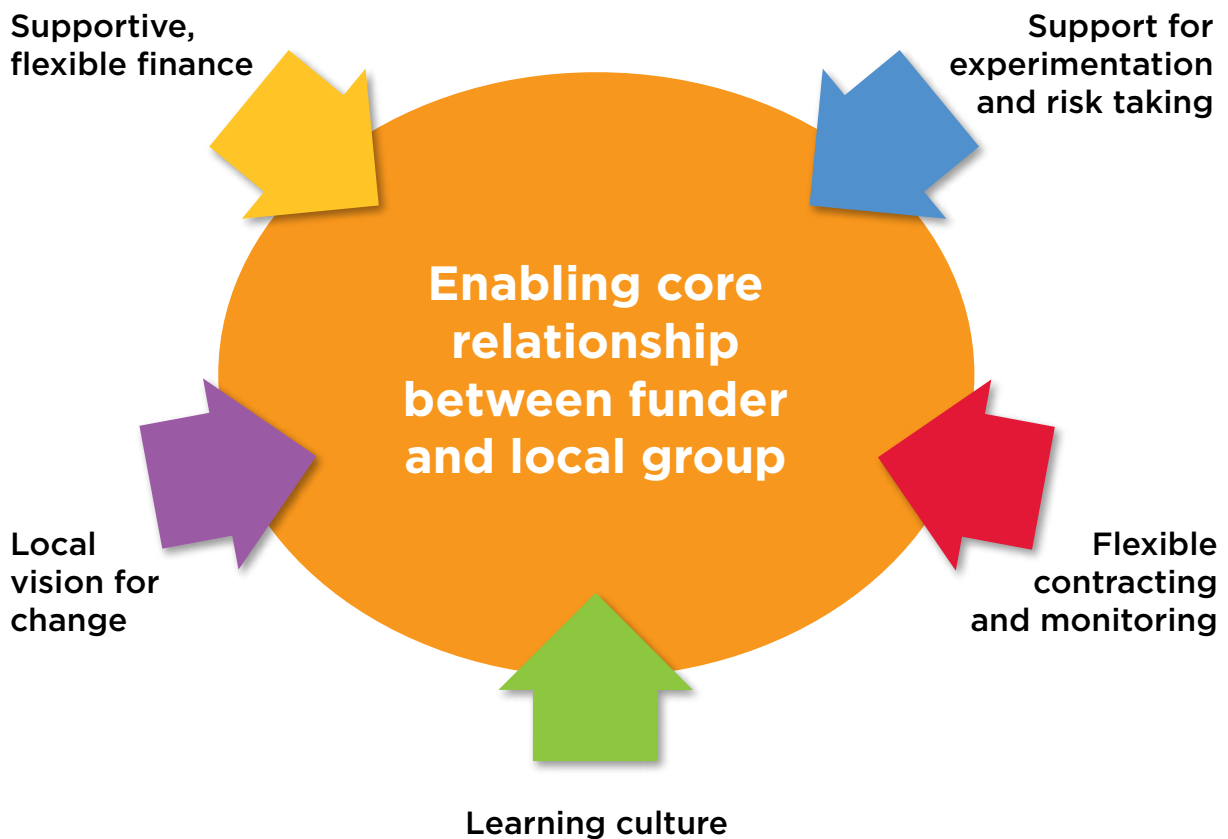 Supportive,
flexible finance
Support for
experimentation
and risk taking
Enabling core
relationship
between funder
and local group
Local
vision for
change
Flexible
contracting
and monitoring
Learning culture